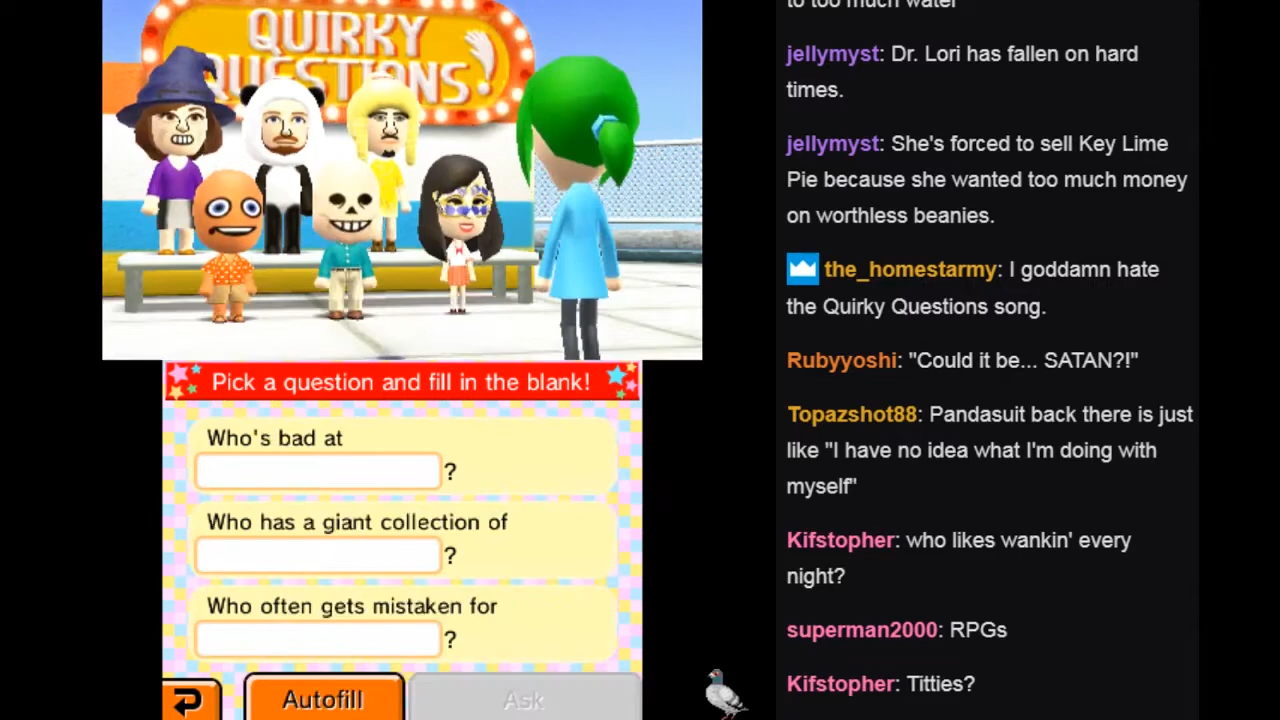 QUIRKY
QUESTIONS!
Pick a question and fill in the blank!
Who's bad at
?
Who has a giant collection of
?
Who often gets mistaken for
?
Autofill
Ask
to too much water
jellymyst: Dr. Lori has fallen on hard
times.
jellymyst: She's forced to sell Key Lime
Pie because she wanted too much money
on worthless beanies.
the_homestarmy: I goddamn hate
the Quirky Questions song.
Rubyyoshi: "Could it be... SATAN?!"
Topazshot88: Pandasuit back there is just
like "I have no idea what I'm doing with
myself"
Kifstopher: who likes wankin' every
night?
superman2000: RPGs
Kifstopher: Titties?